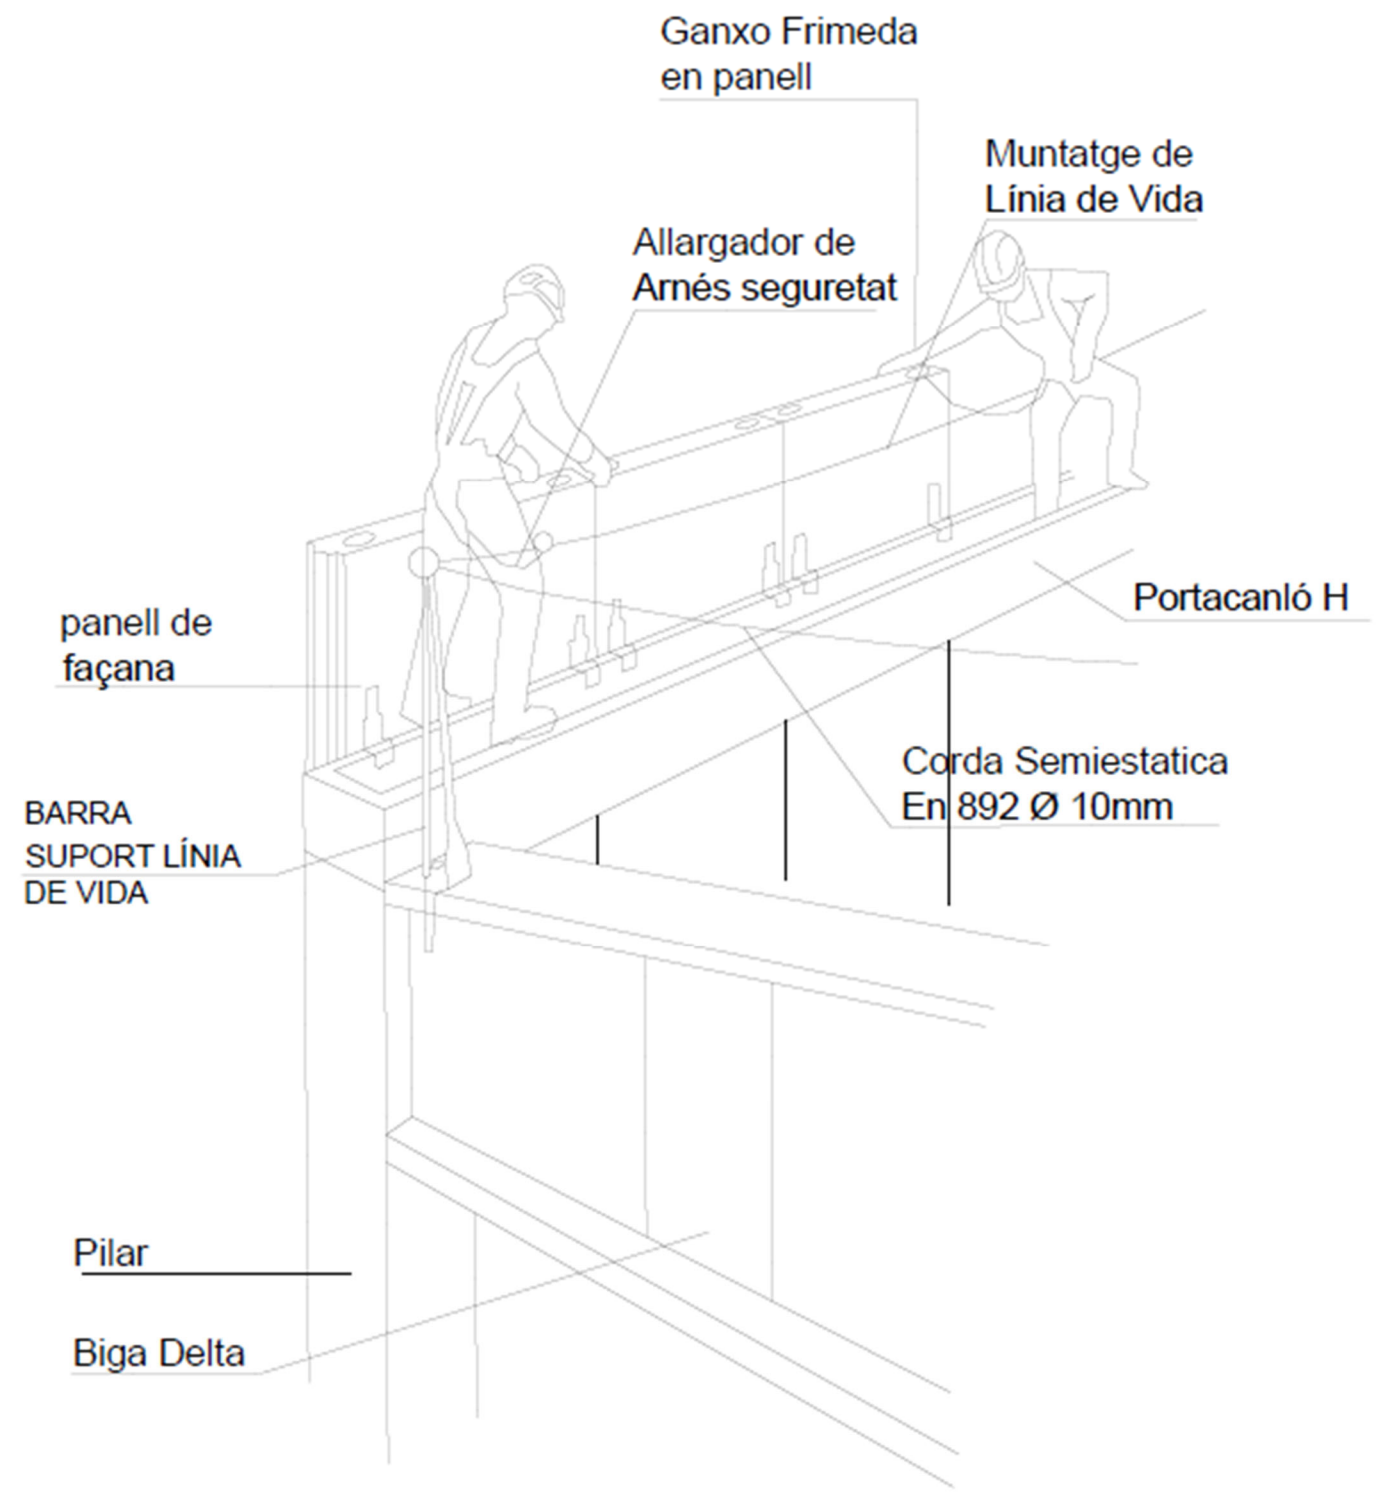 Ganxo Frimeda
en panell
Muntatge de
Línia de Vida
Allargador de
Arnés seguretat
panell de
façana
Portacanló H
Corda Semiestatica
En 892 Ø 10mm
BARRA
SUPORT LÍNIA
DE VIDA
Pilar
Biga Delta